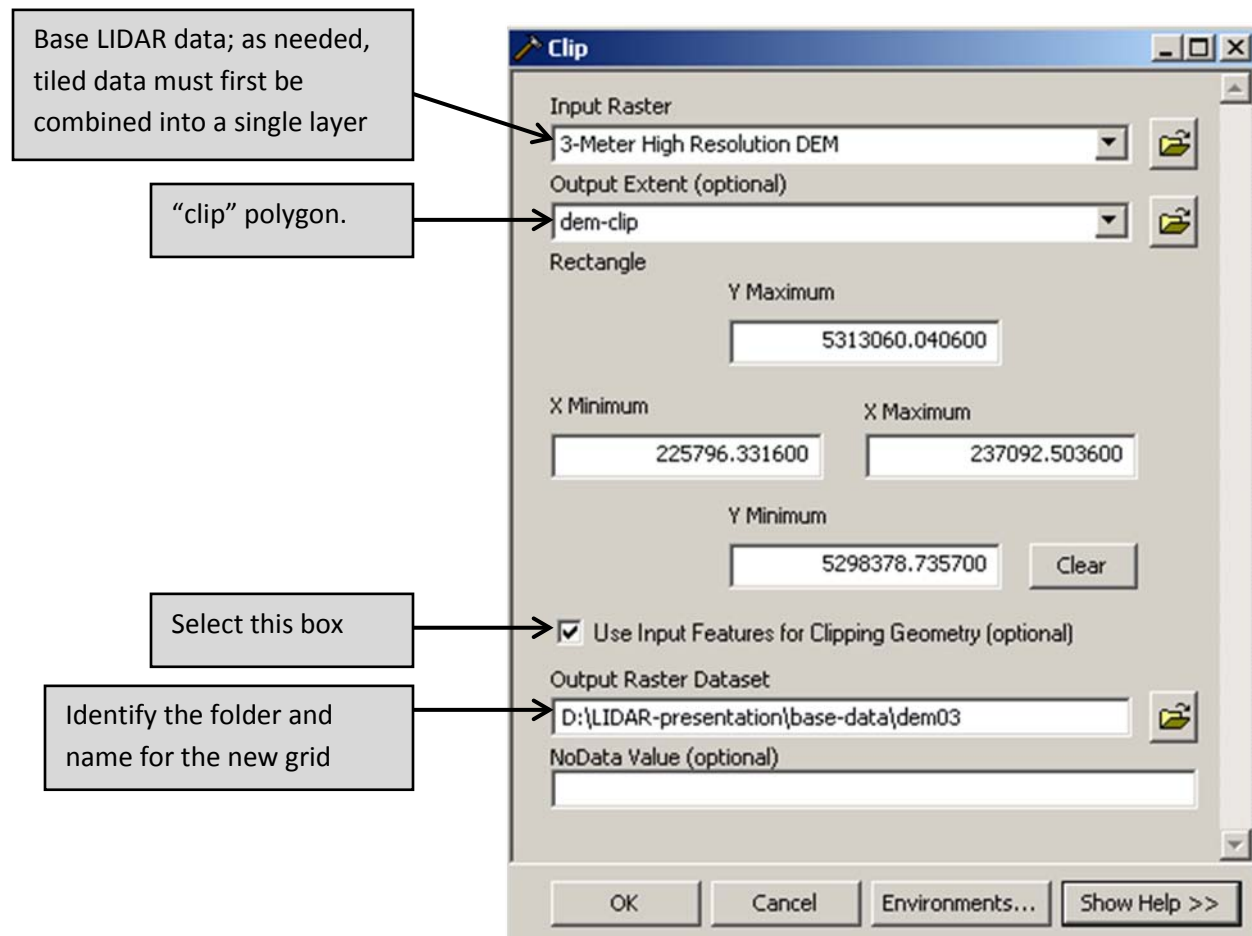 Base LIDAR data; as needed,
tiled data must first be
combined into a single layer
“clip” polygon.
Select this box
Identify the folder and
name for the new grid
Clip
Input Raster
3-Meter High Resolution DEM
Output Extent (optional)
dem-clip
Rectangle
Y Maximum
5313060.040600
X Minimum
X Maximum
225796.331600
237092.503600
Y Minimum
5298378.735700
Clear
Use Input Features for Clipping Geometry (optional)
Output Raster Dataset
D:\LIDAR-presentation\base-data\dem03
NoData Value (optional)
OK
Cancel
Environments...
Show Help >>